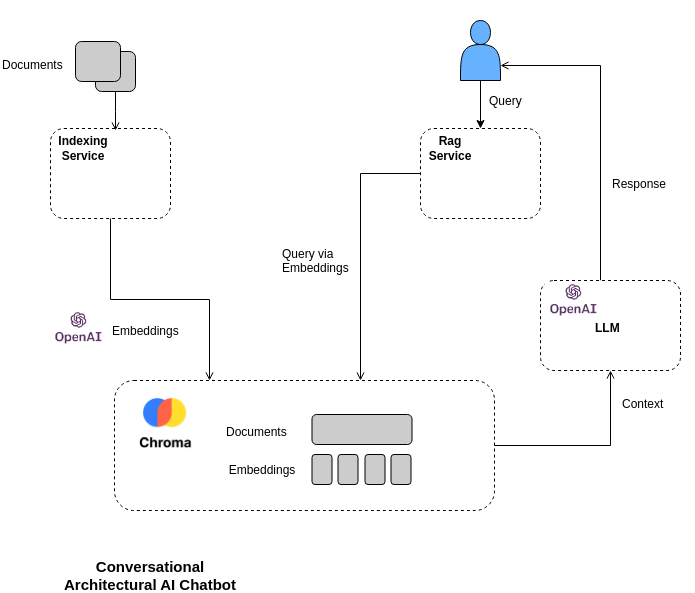 Documents
Query
Indexing
Service
Rag
Service
Response
Query via
Embeddings
OpenAI
LLM
OpenAI
Embeddings
Context
Chroma
Documents
Embeddings
Conversational
Architectural AI Chatbot